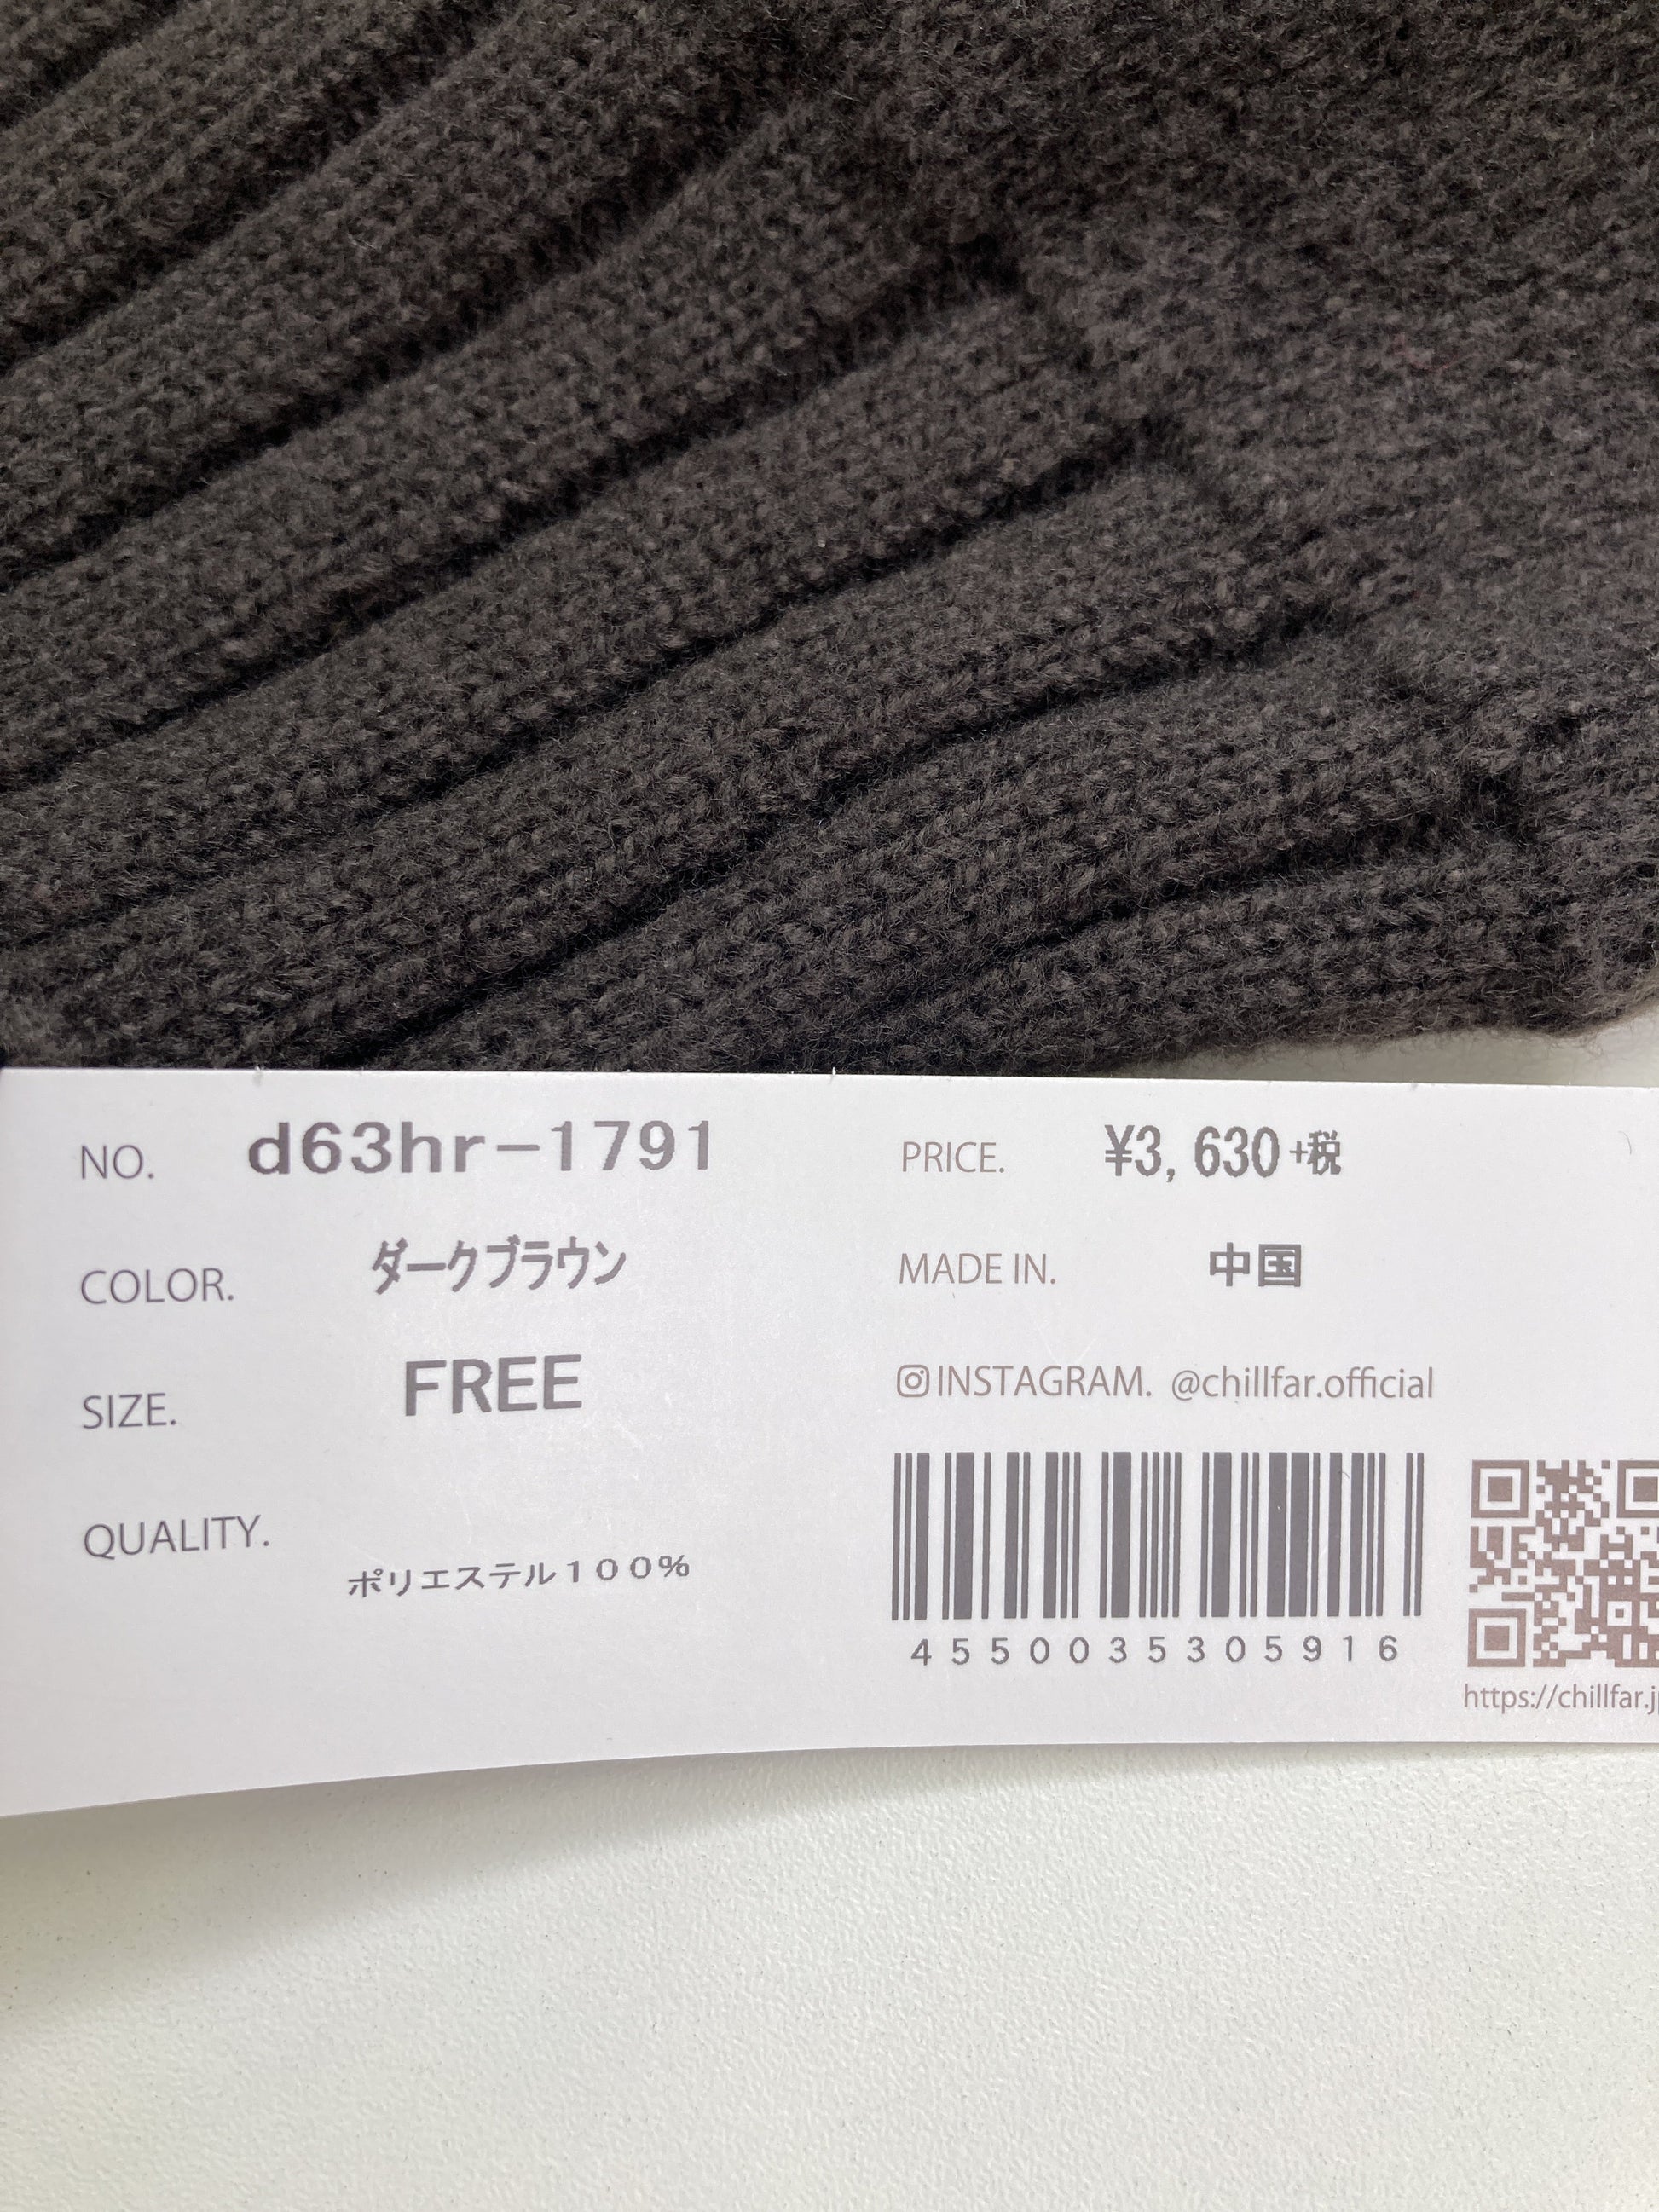 NO. d63hr-1791
COLOR. ダークブラウン
SIZE. FREE
QUALITY.
ポリエステル100%
PRICE. ¥3,630+税
MADE IN. 中国
INSTAGRAM. @chillfar.official
4550035305916
https://chillfar.j